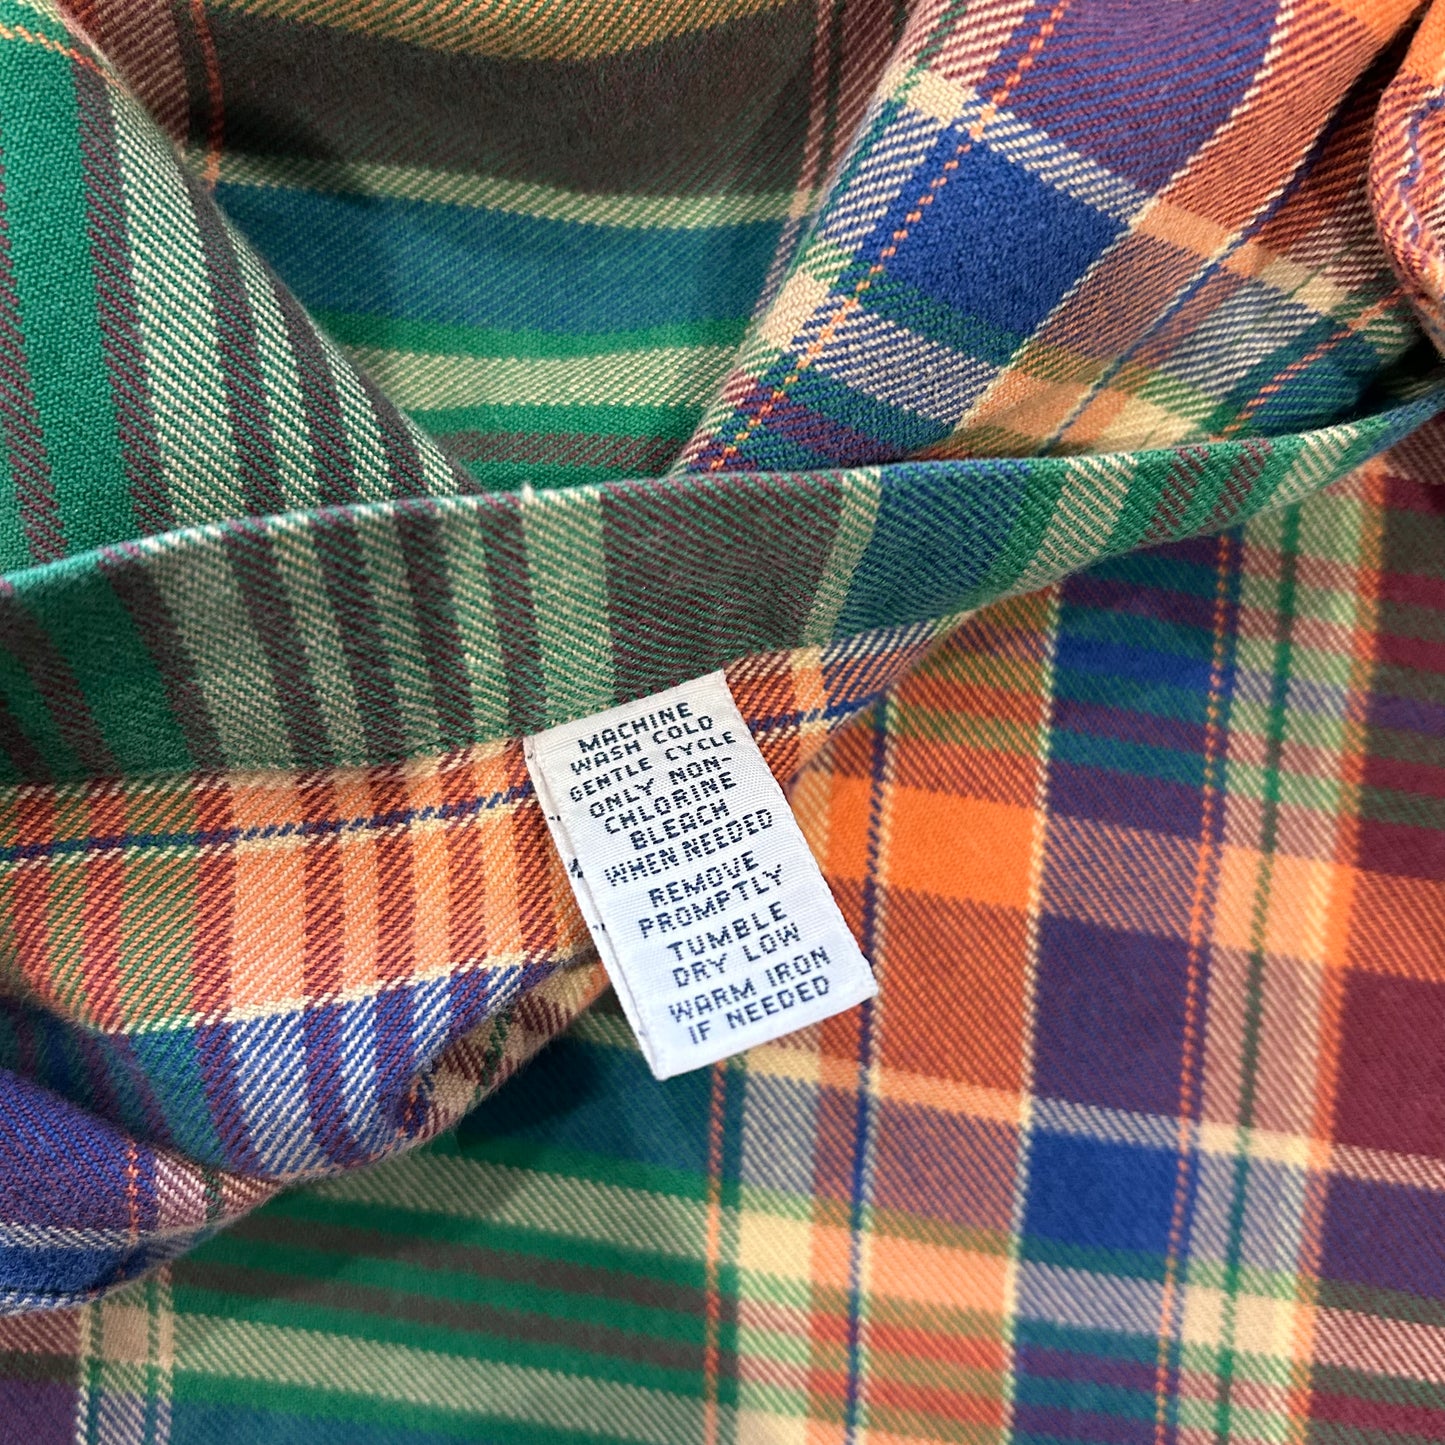 MACHINE
WASH COLD
GENTLE CYCLE
ONLY NON-
CHLORINE
BLEACH
WHEN NEEDED
REMOVE
PROMPTLY
TUMBLE
DRY LOW
WARM IRON
IF NEEDED